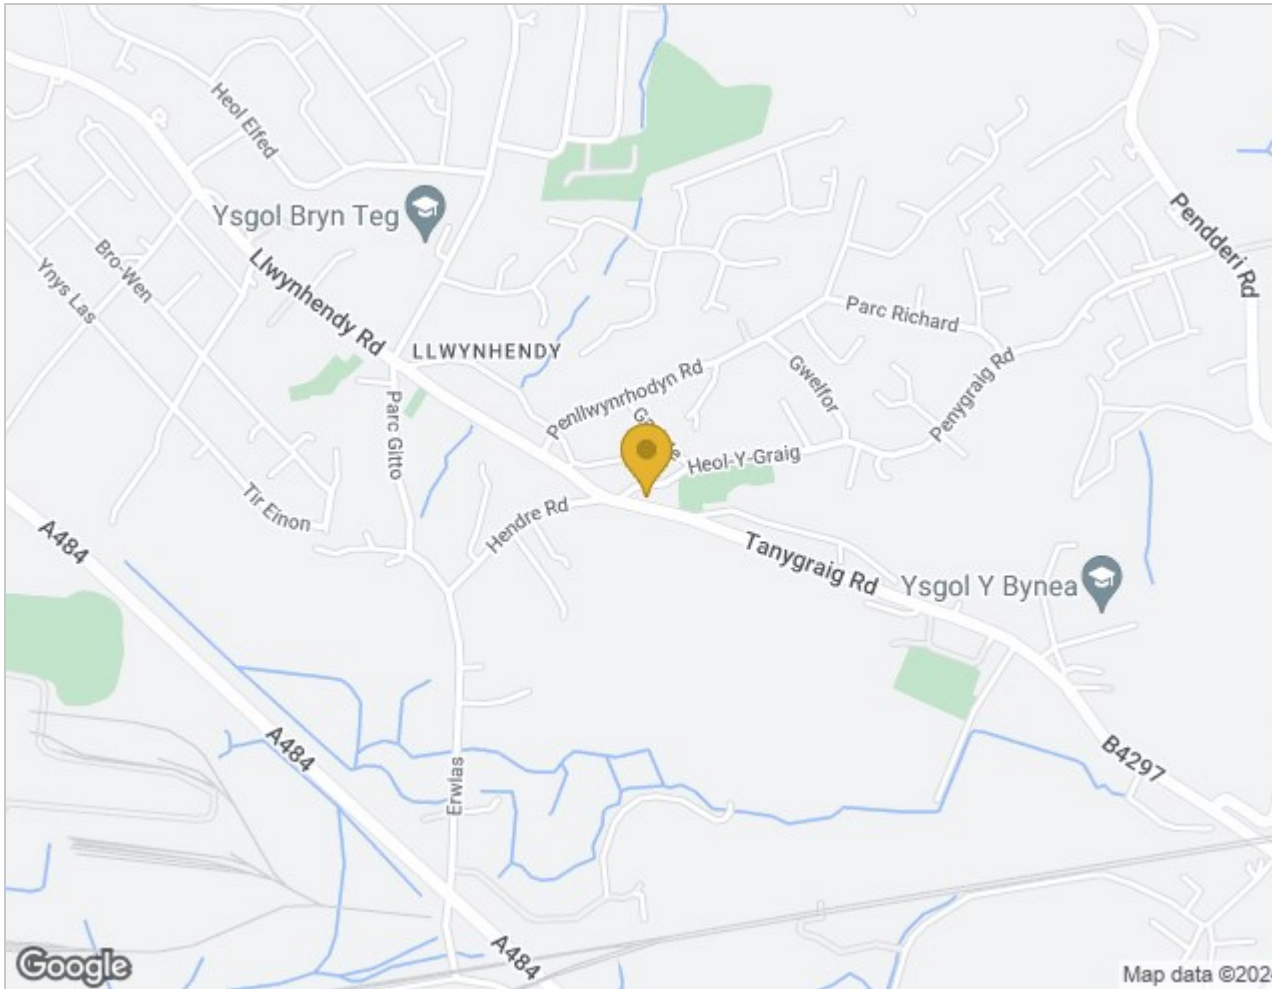 Heol Elfed
Ysgol Bryn Teg
Pendderi Rd
Bro-Wen
Ynys Las
Llwynhendy Rd
Parc Richard
LLWYNHENDY
Penllwynrhodyn Rd
Gwelfor
Penygraig Rd
Parc Gitto
Heol-Y-Graig
Tir Einon
Hendre Rd
A484
Tanygraig Rd
Ysgol Y Bynea
A484
B4297
Erwlas
A484
Google
Map data ©2024